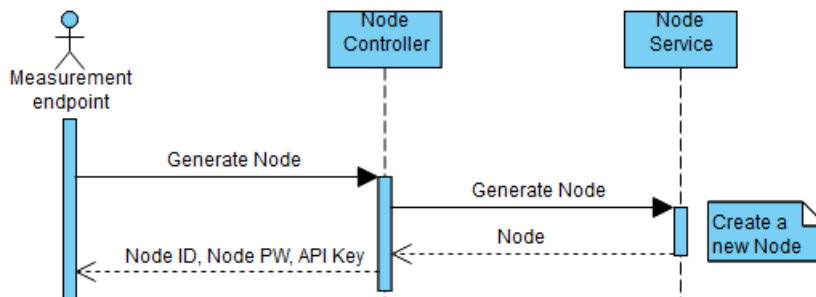 Node
Controller
Node
Service
Measurement
endpoint
Generate Node
Generate Node
Create a
new Node
Node
Node ID, Node PW, API Key